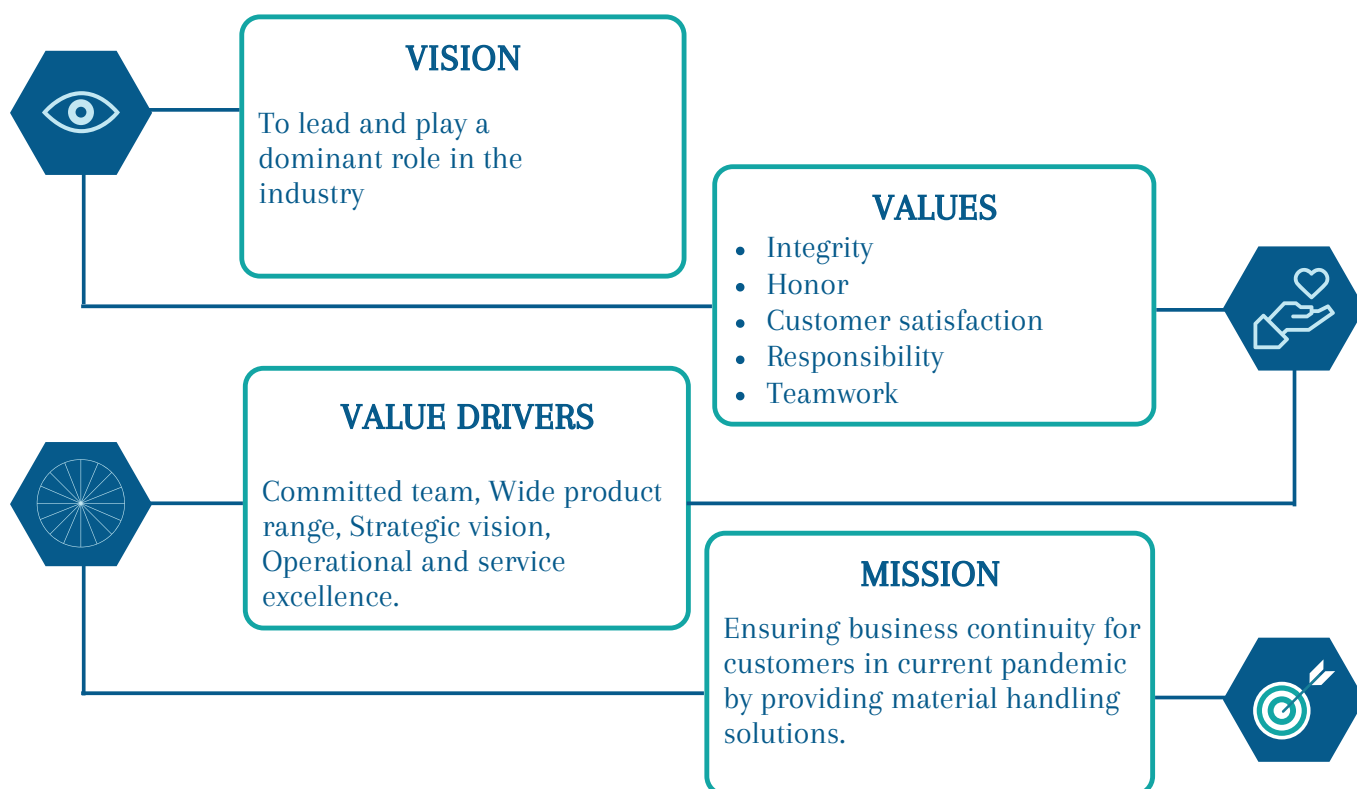 VISION
To lead and play a
dominant role in the
industry
VALUES
• Integrity
• Honor
• Customer satisfaction
• Responsibility
• Teamwork
VALUE DRIVERS
Committed team, Wide product
range, Strategic vision,
Operational and service
excellence.
MISSION
Ensuring business continuity for
customers in current pandemic
by providing material handling
solutions.